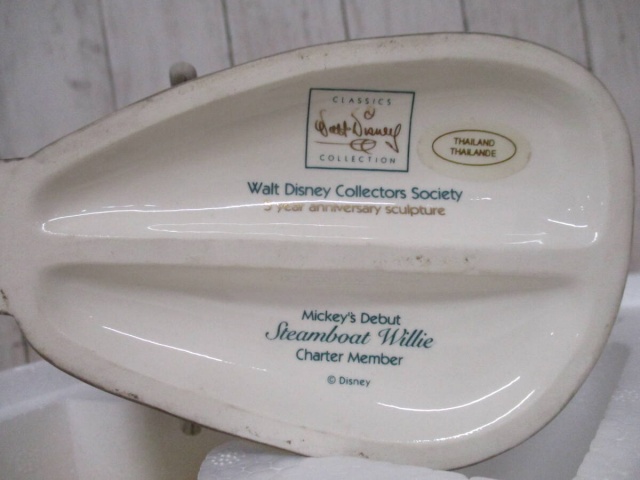 CLASSICS
Walt Disney
COLLECTION
THAILAND
THAILANDE
Walt Disney Collectors Society
5 year anniversary sculpture
Mickey's Debut
Steamboat Willie
Charter Member
© Disney